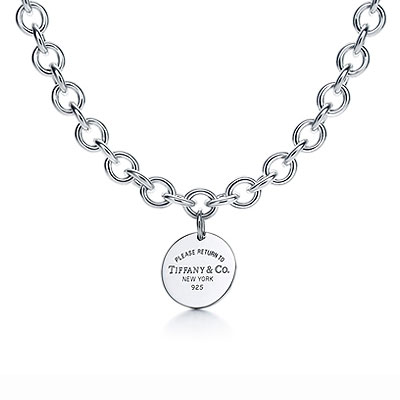 PLEASE RETURN TO
TIFFANY & CO.
NEW YORK
925